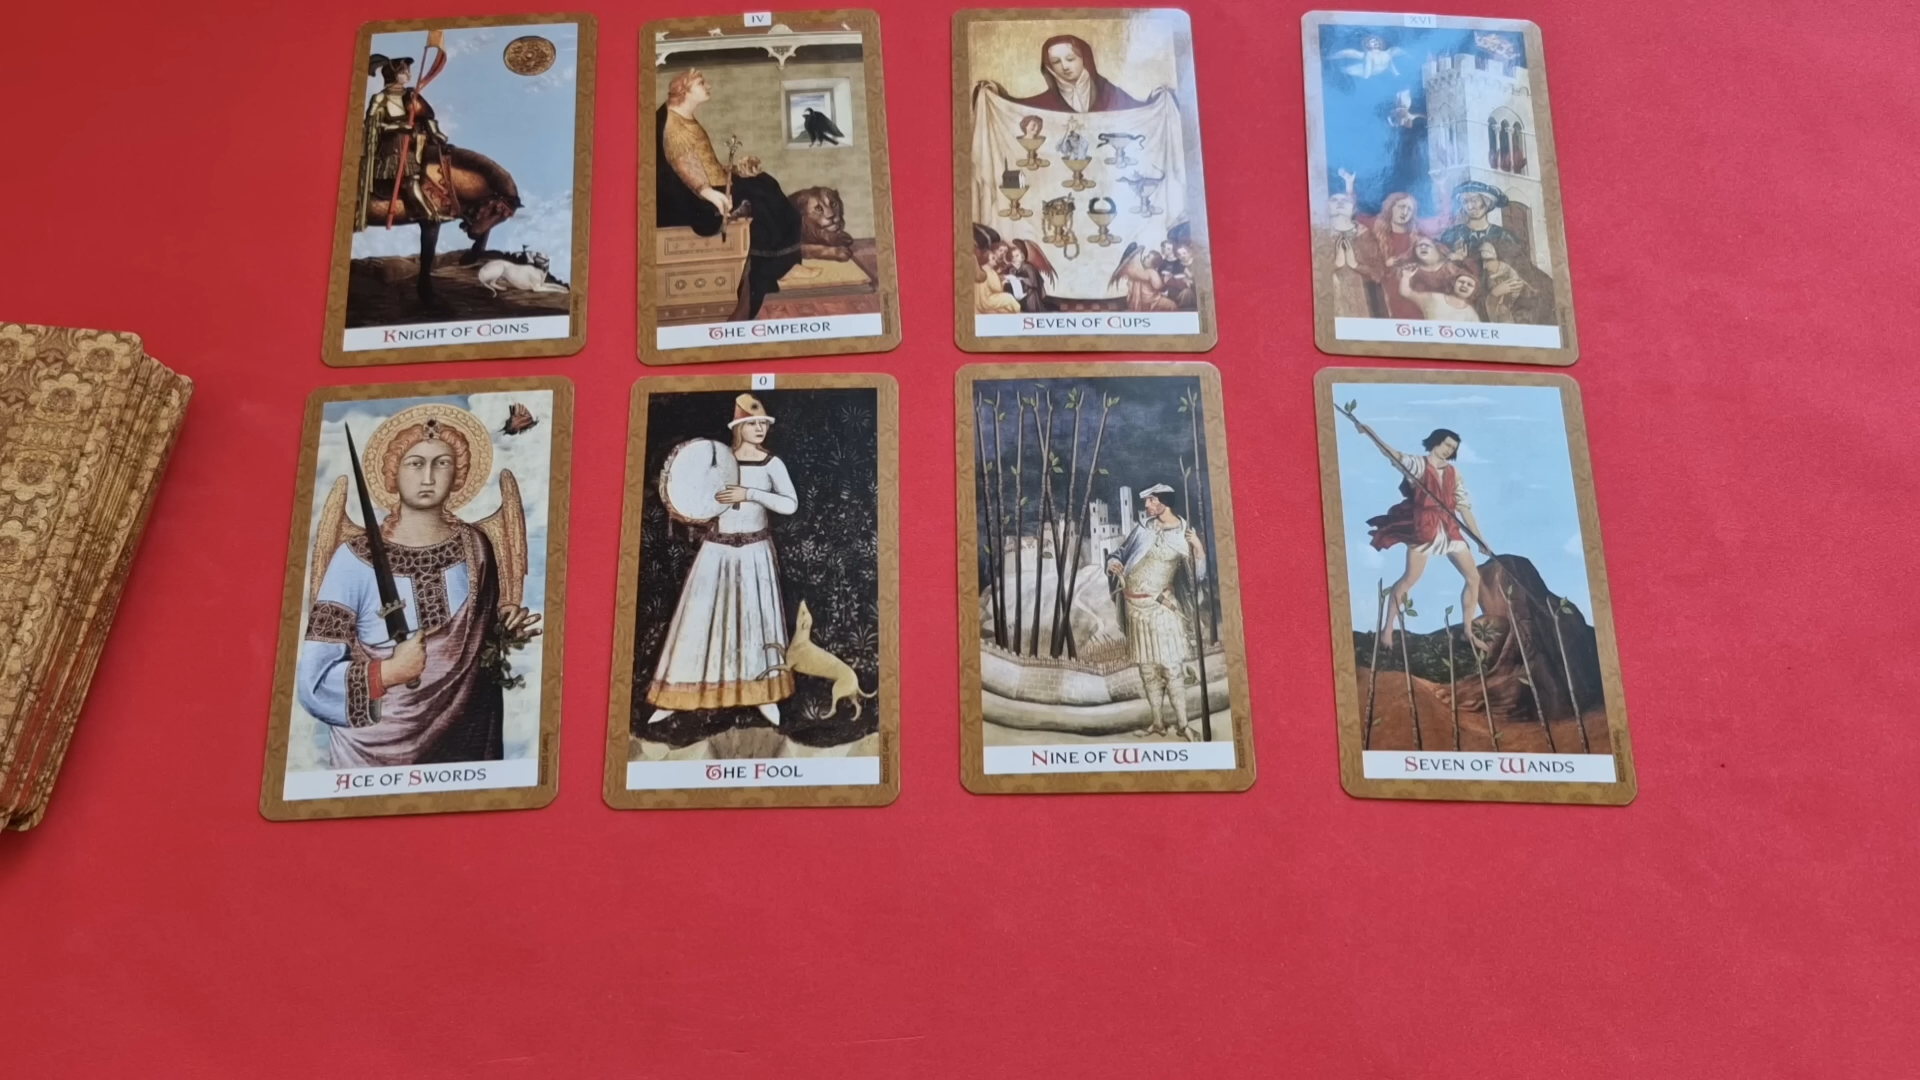 KNIGHT OF COINS
IV
THE EMPEROR
SEVEN OF CUPS
XVI
THE TOWER
ACE OF SWORDS
0
THE FOOL
NINE OF WANDS
SEVEN OF WANDS